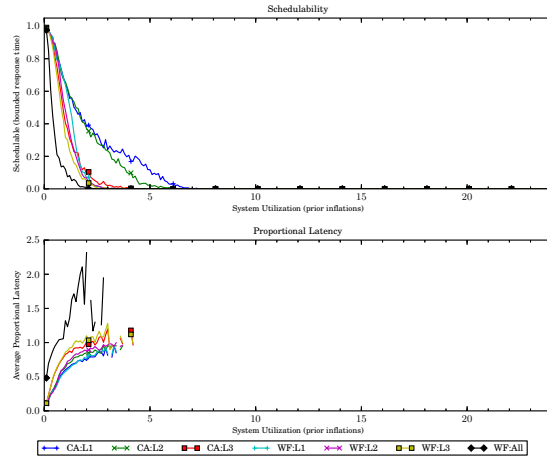 Schedulability
Schedulable (bounded response time)
1.0
0.8
0.6
0.4
0.2
0.0
0 5 10 15 20
System Utilization (prior inflations)
Proportional Latency
Average Proportional Latency
2.5
2.0
1.5
1.0
0.5
0.0
0 5 10 15 20
System Utilization (prior inflations)
CA:L1 CA:L2 CA:L3 WF:L1 WF:L2 WF:L3 WF:All